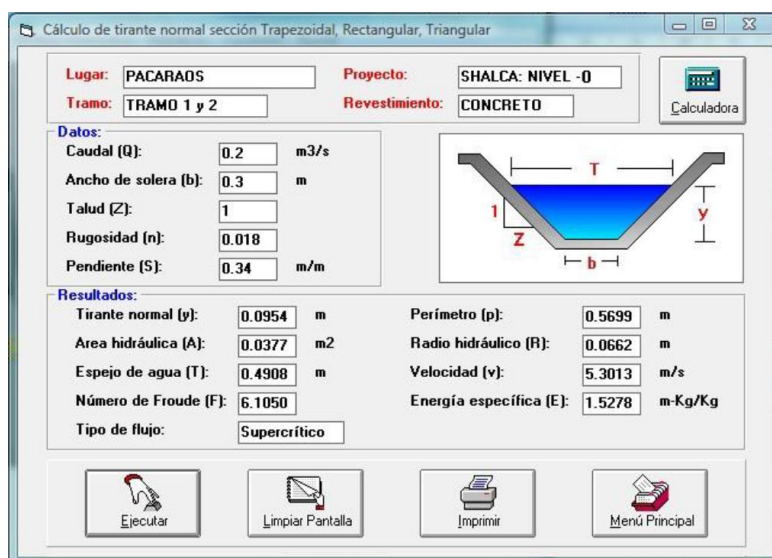 Cálculo de tirante normal sección Trapezoidal, Rectangular, Triangular
Lugar: PACARAOS Proyecto: SHALCA: NIVEL -0
Tramo: TRAMO 1 y 2 Revestimiento: CONCRETO
Calculadora
Datos:
Caudal (Q): 0.2 m3/s
Ancho de solera (b): 0.3 m
Talud (Z): 1
Rugosidad (n): 0.018
Pendiente (S): 0.34 m/m
T
1
Z
y
b
Resultados:
Tirante normal (y): 0.0954 m Perímetro (p): 0.5699 m
Area hidráulica (A): 0.0377 m2 Radio hidráulico (R): 0.0662 m
Espejo de agua (T): 0.4908 m Velocidad (v): 5.3013 m/s
Número de Froude (F): 6.1050 Energía específica (E): 1.5278 m-Kg/Kg
Tipo de flujo: Supercrítico
Ejecutar Limpiar Pantalla Imprimir Menú Principal